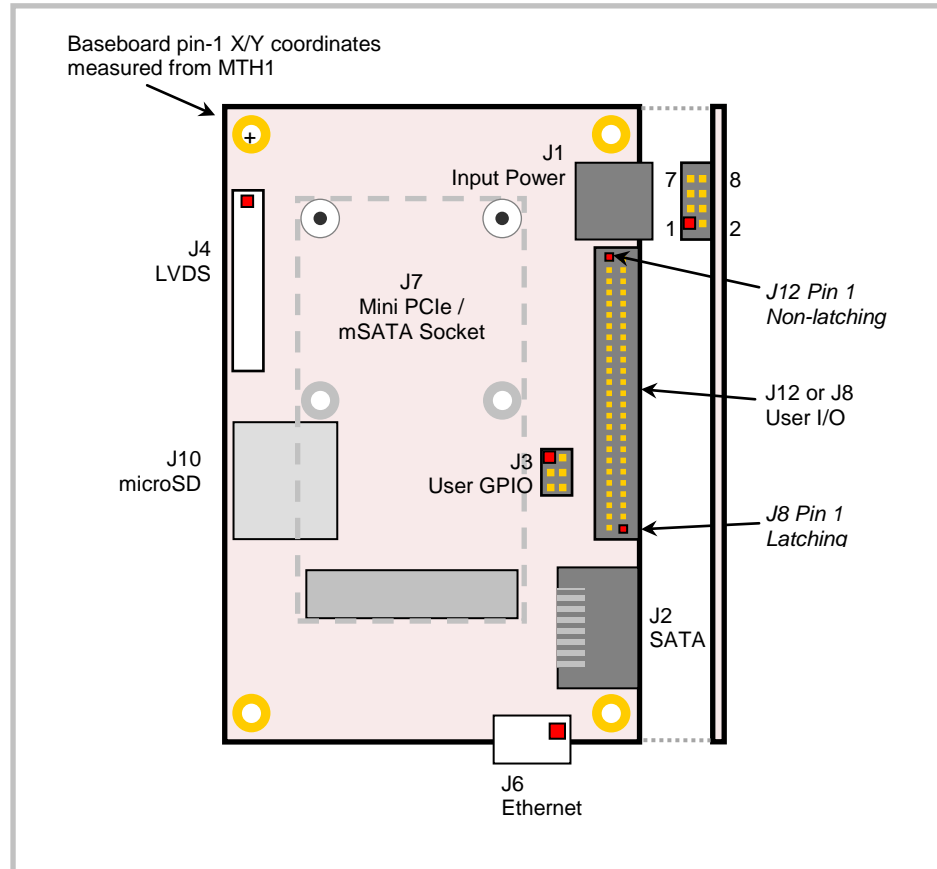 Baseboard pin-1 X/Y coordinates
measured from MTH1
+
J1
Input Power
7
8
1
2
J4
LVDS
J7
Mini PCIe /
mSATA Socket
J12 Pin 1
Non-latching
J12 or J8
User I/O
J10
microSD
J3
User GPIO
J8 Pin 1
Latching
J2
SATA
J6
Ethernet